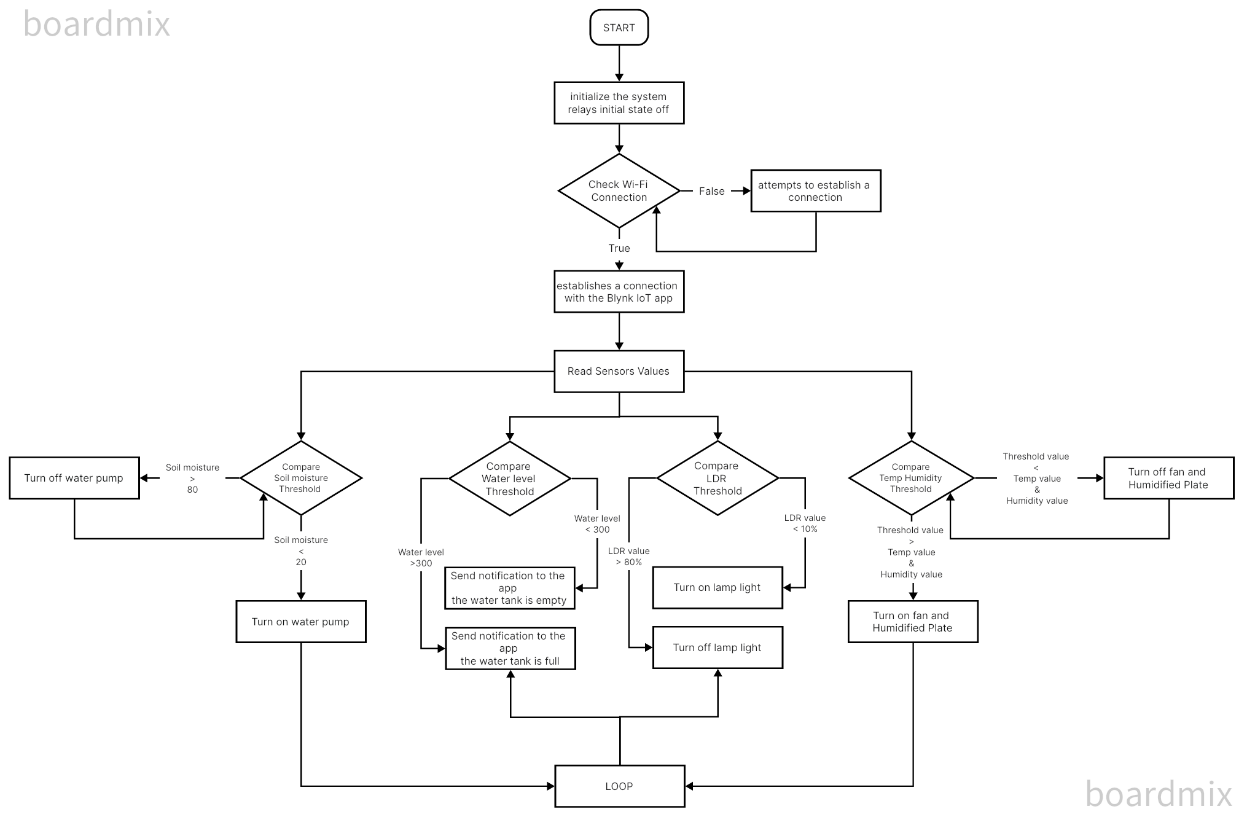 boardmix
START
initialize the system
relays initial state off
Check Wi-Fi
Connection
False
attempts to establish a
connection
True
establishes a connection
with the Blynk IoT app
Read Sensors Values
Turn off water pump
Soil moisture
>
80
Compare
Soil moisture
Threshold
Soil moisture
<
20
Turn on water pump
Compare
Water level
Threshold
Water level
< 300
Water level
>300
Send notification to the
app
the water tank is empty
Send notification to the
app
the water tank is full
Compare
LDR
Threshold
LDR value
< 10%
LDR value
> 80%
Turn on lamp light
Turn off lamp light
Compare
Temp Humidity
Threshold
Threshold value
<
Temp value
&
Humidity value
Turn off fan and
Humidified Plate
Threshold value
>
Temp value
&
Humidity value
Turn on fan and
Humidified Plate
LOOP
boardmix